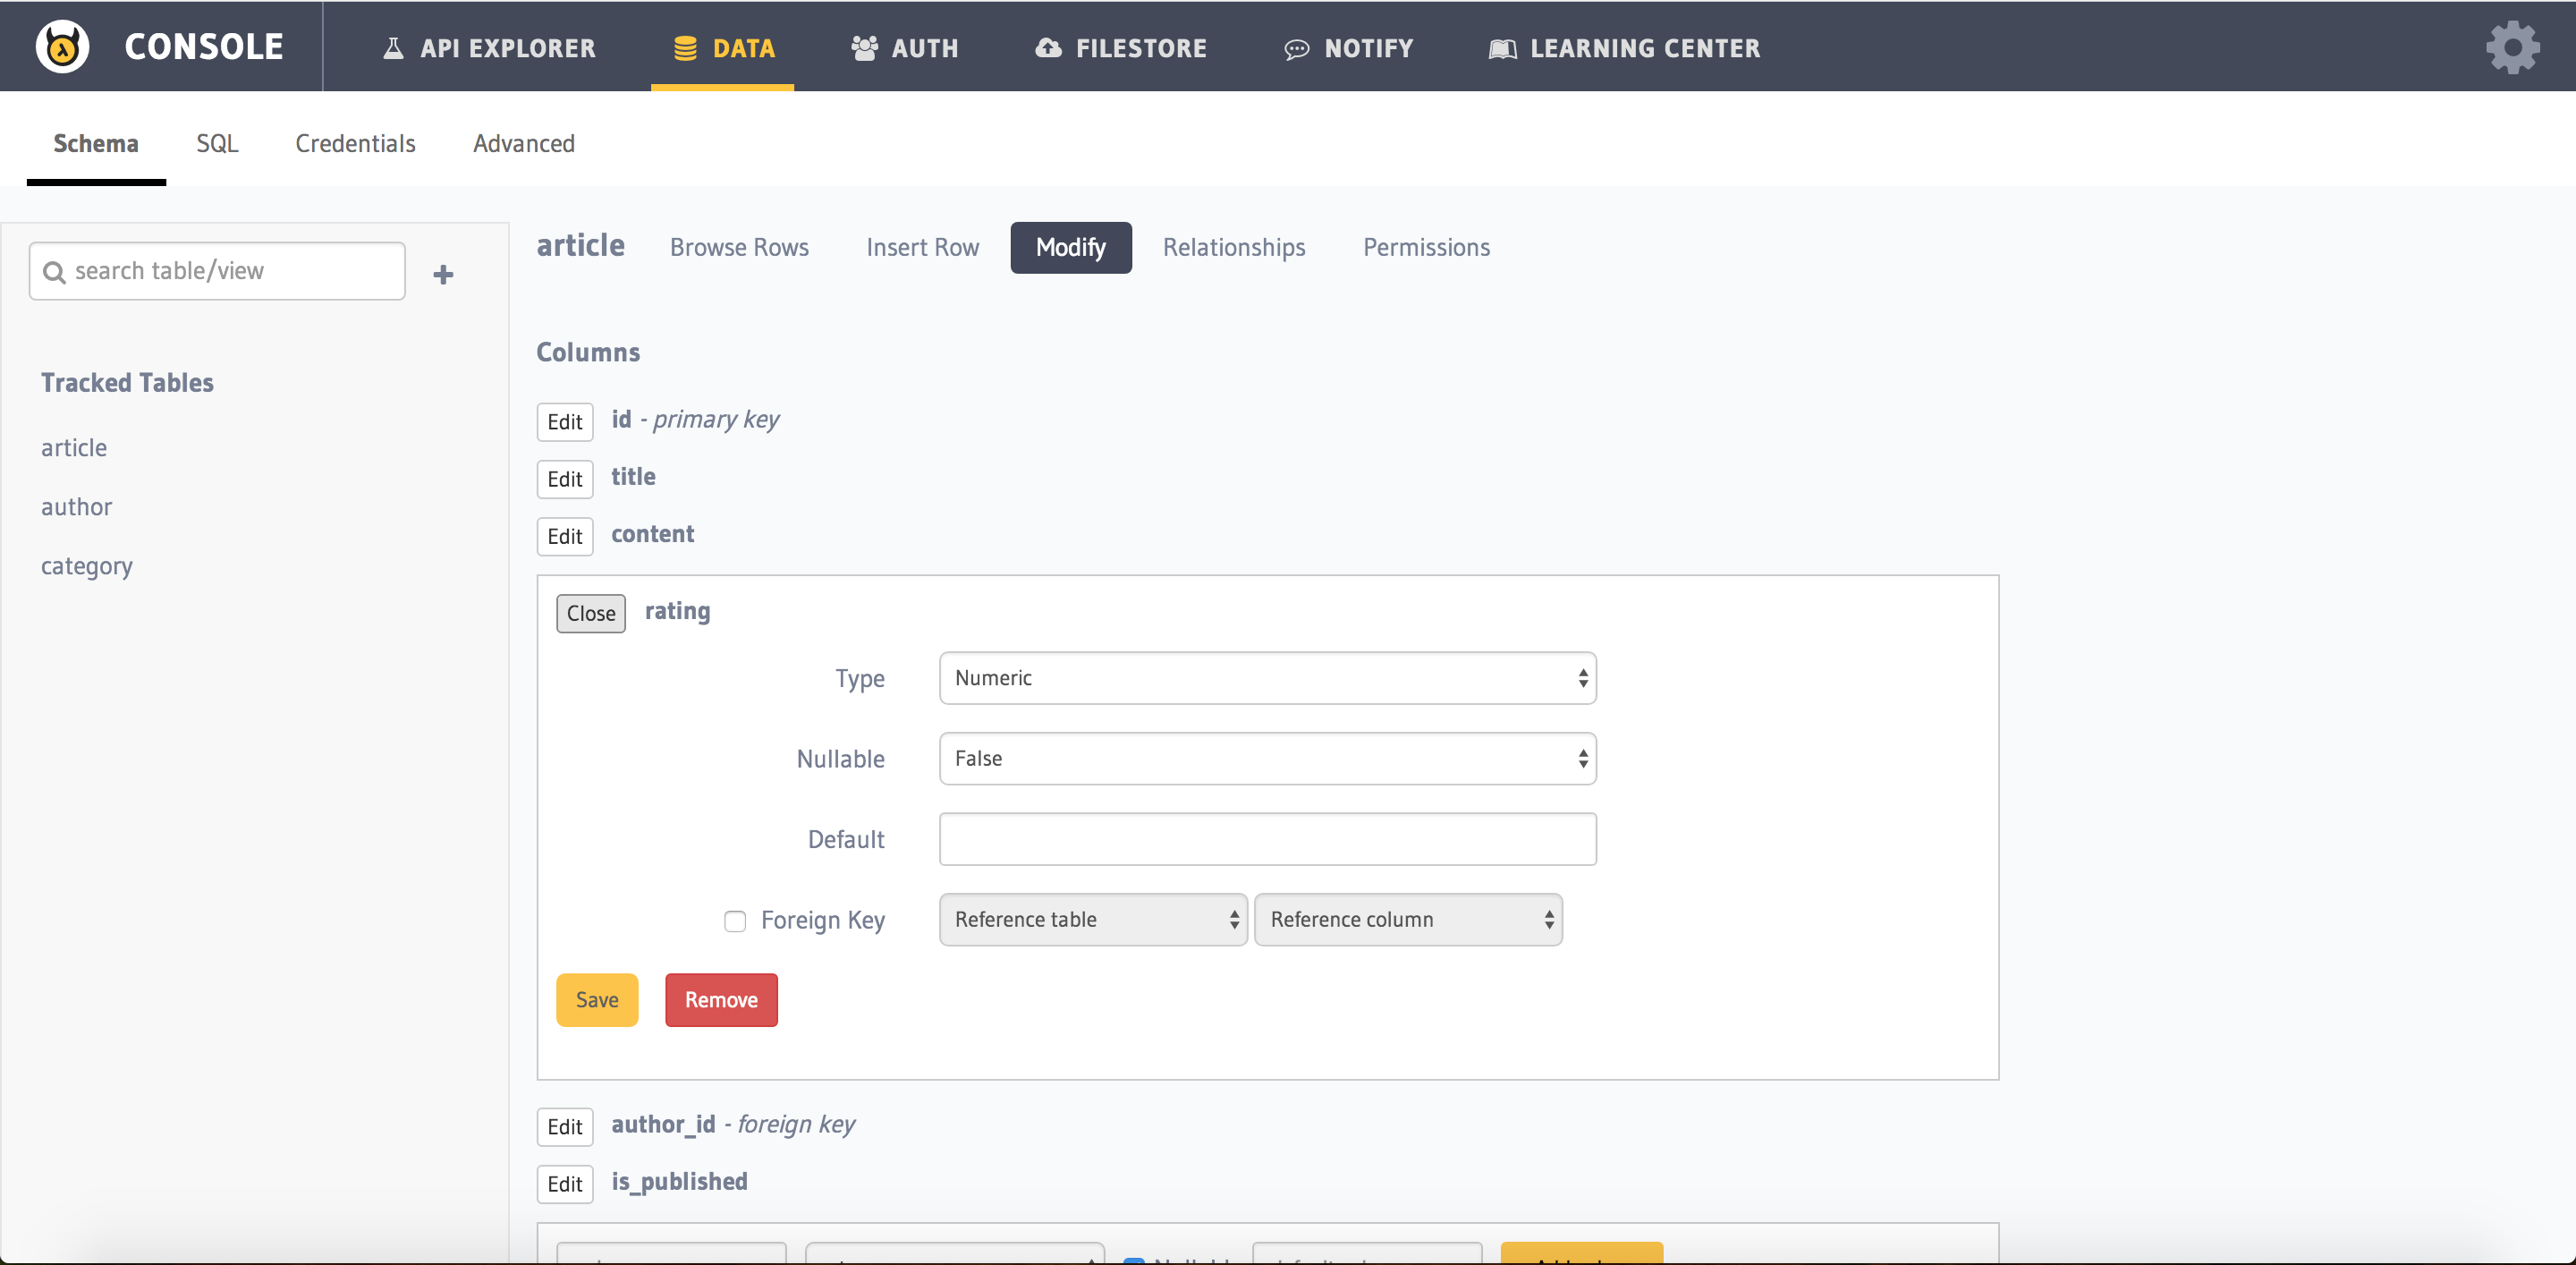 CONSOLE
API EXPLORER
DATA
AUTH
FILESTORE
NOTIFY
LEARNING CENTER
Schema
SQL
Credentials
Advanced
search table/view
Tracked Tables
article
author
category
article
Browse Rows
Insert Row
Modify
Relationships
Permissions
Columns
Edit id - primary key
Edit title
Edit content
Close rating
Type Numeric
Nullable False
Default
Foreign Key Reference table Reference column
Save Remove
Edit author_id - foreign key
Edit is_published